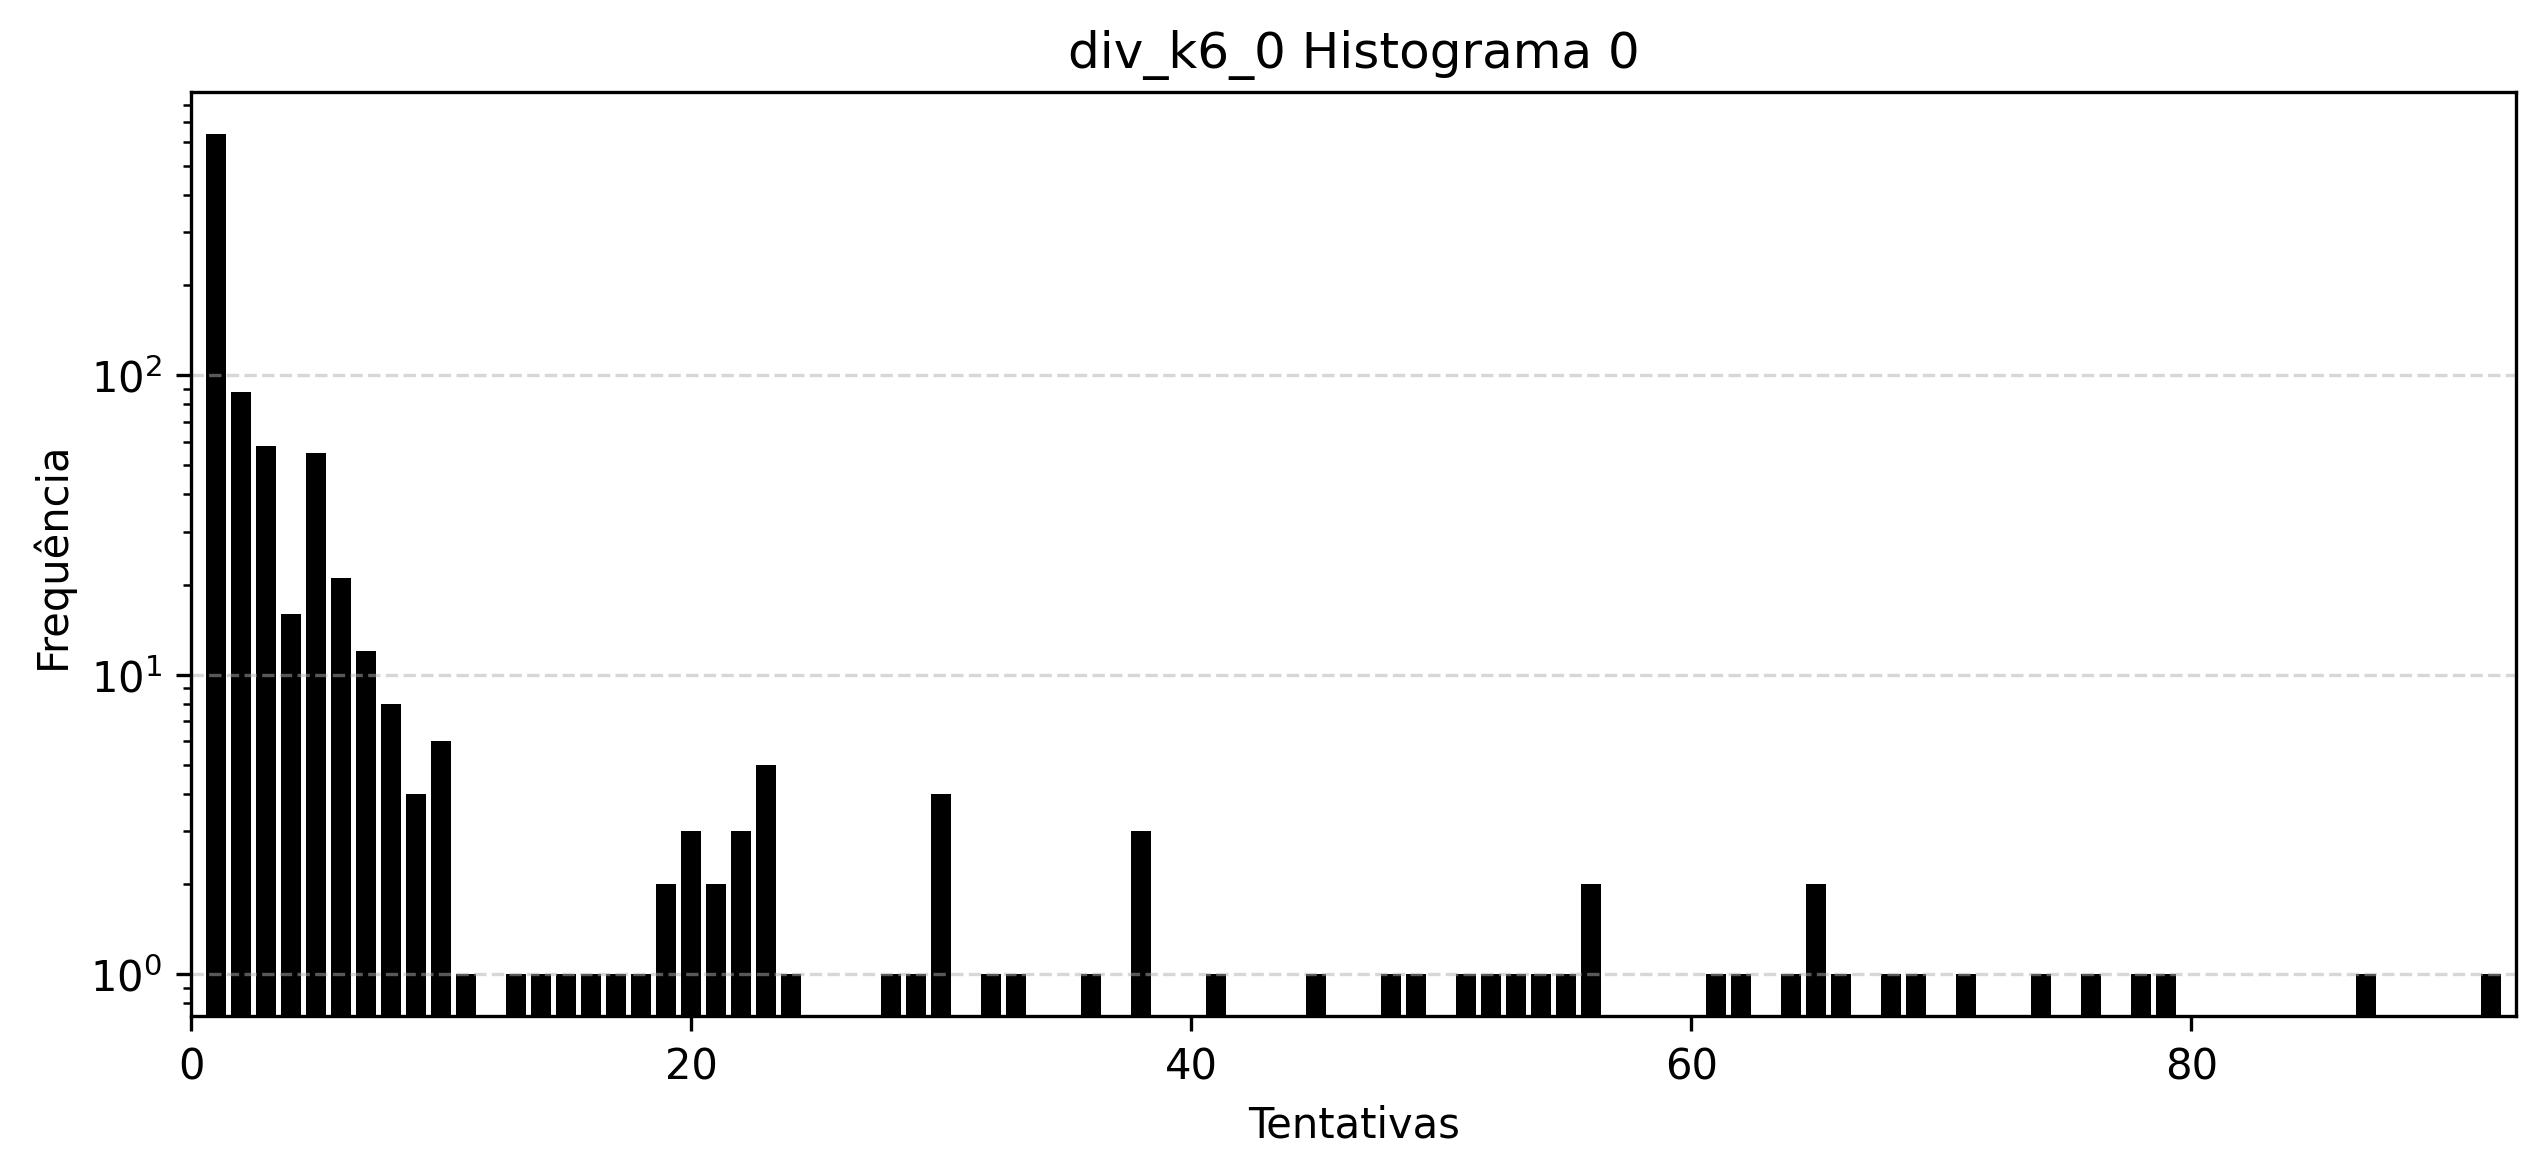 div_k6_0 Histograma 0
Frequência
10²
10¹
10⁰
0 20 40 60 80
Tentativas